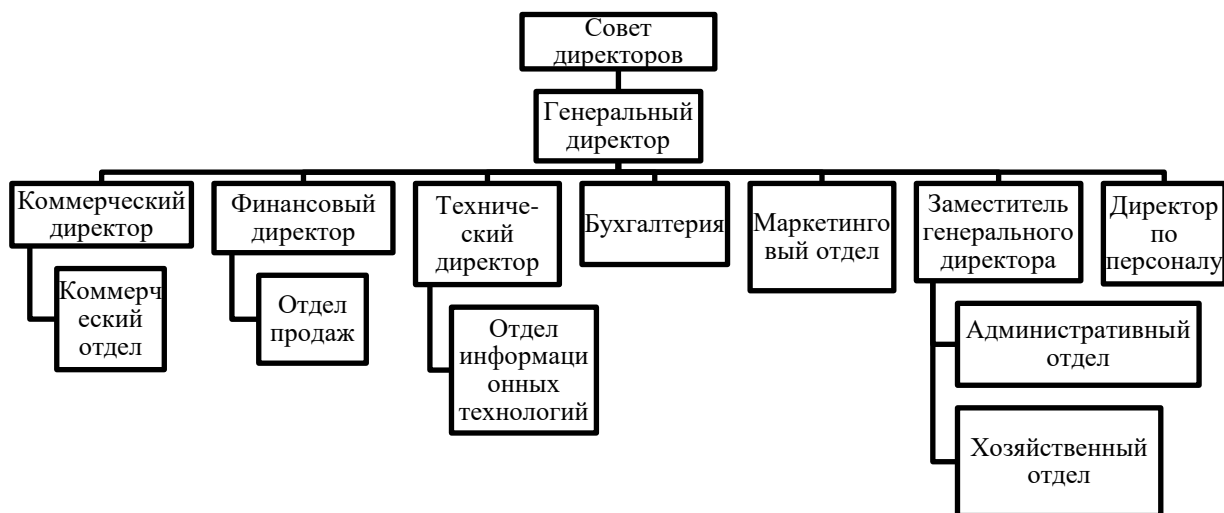 Совет
директоров
Генеральный
директор
Коммерческий
директор
Финансовый
директор
Техниче-
ский
директор
Бухгалтерия
Маркетинго
вый отдел
Заместитель
генерального
директора
Директор
по
персоналу
Коммерч
еский
отдел
Отдел
продаж
Отдел
информаци
онных
технологий
Административный
отдел
Хозяйственный
отдел